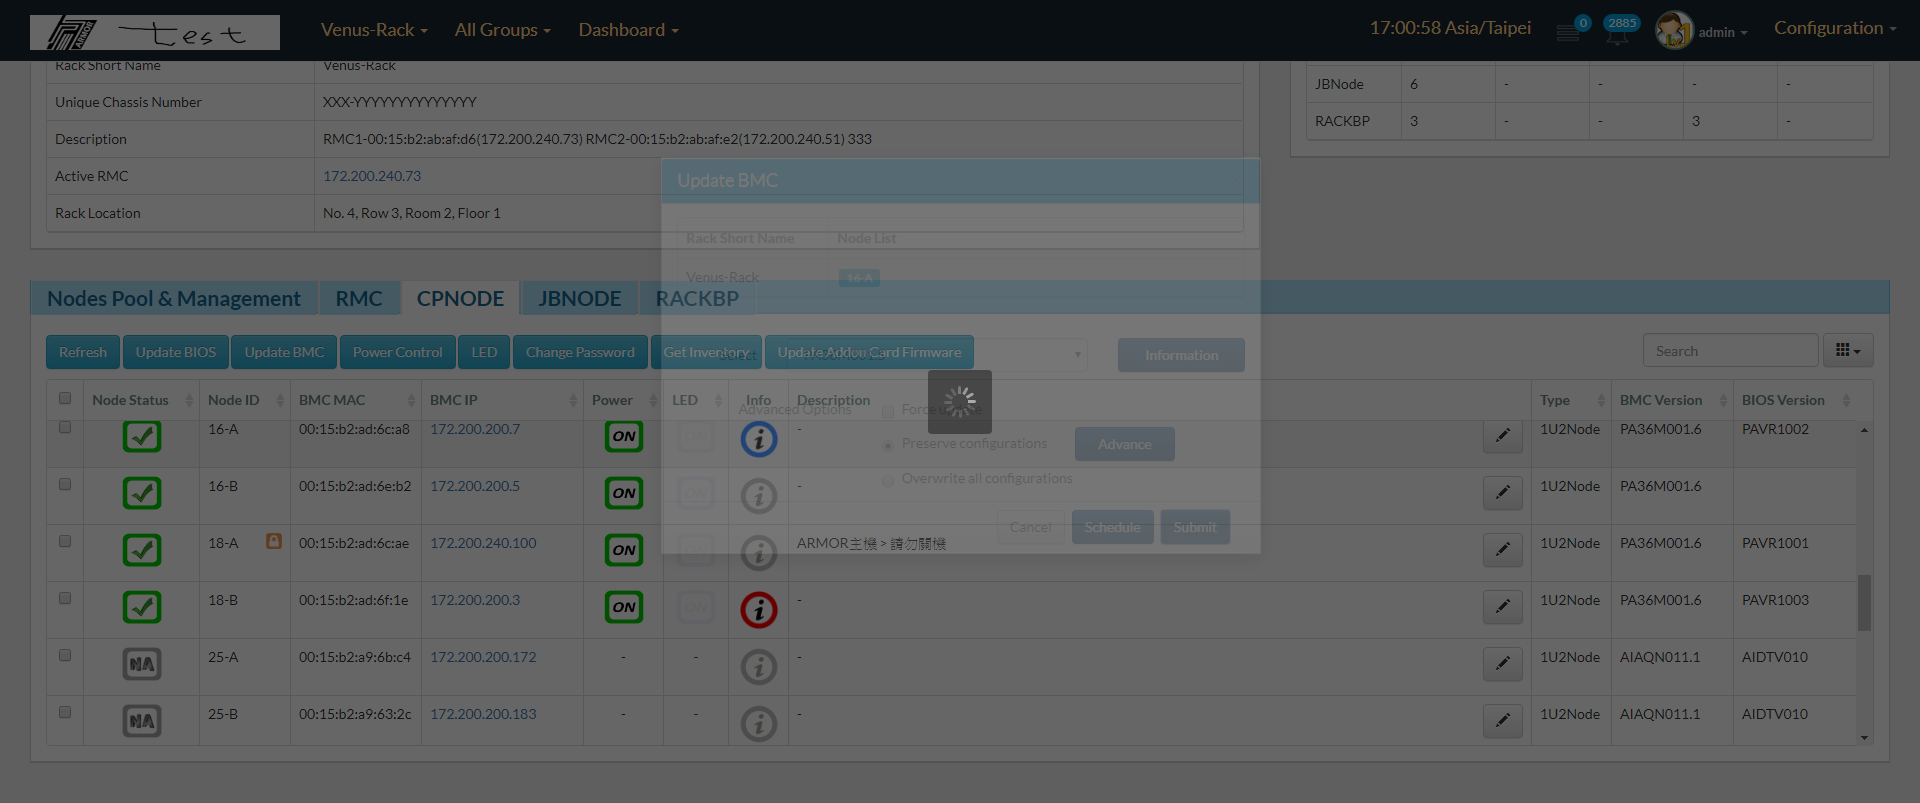 ARMOR test Venus-Rack All Groups Dashboard 17:00:58 Asia/Taipei 0 2885 admin Configuration
Rack Short Name Venus-Rack
Unique Chassis Number XXX-YYYYYYYYYYYYYY
Description RMC1-00:15:b2:ab:af:d6(172.200.240.73) RMC2-00:15:b2:ab:af:e2(172.200.240.51) 333
Active RMC 172.200.240.73
Rack Location No. 4, Row 3, Room 2, Floor 1
JBNode 6 - - - -
RACKBP 3 - - 3 -
Update BMC
Rack Short Name Node List
Venus-Rack 16-A
Information
Advanced Options Force update
Preserve configurations Advance
Overwrite all configurations
Cancel Schedule Submit
Nodes Pool & Management RMC CPNODE JBNODE RACKBP
Refresh Update BIOS Update BMC Power Control LED Change Password Get Inventory Update Addon Card Firmware Search
Node Status Node ID BMC MAC BMC IP Power LED Info Description Type BMC Version BIOS Version
16-A 00:15:b2:ad:6c:a8 172.200.200.7 ON ON i - 1U2Node PA36M001.6 PAVR1002
16-B 00:15:b2:ad:6e:b2 172.200.200.5 ON ON i - 1U2Node PA36M001.6
18-A 00:15:b2:ad:6c:ae 172.200.240.100 ON i ARMOR主機 > 請勿關機 1U2Node PA36M001.6 PAVR1001
18-B 00:15:b2:ad:6f:1e 172.200.200.3 ON ON i - 1U2Node PA36M001.6 PAVR1003
NA 25-A 00:15:b2:a9:6b:c4 172.200.200.172 - - i - 1U2Node AIAQN011.1 AIDTV010
NA 25-B 00:15:b2:a9:63:2c 172.200.200.183 - - i - 1U2Node AIAQN011.1 AIDTV010